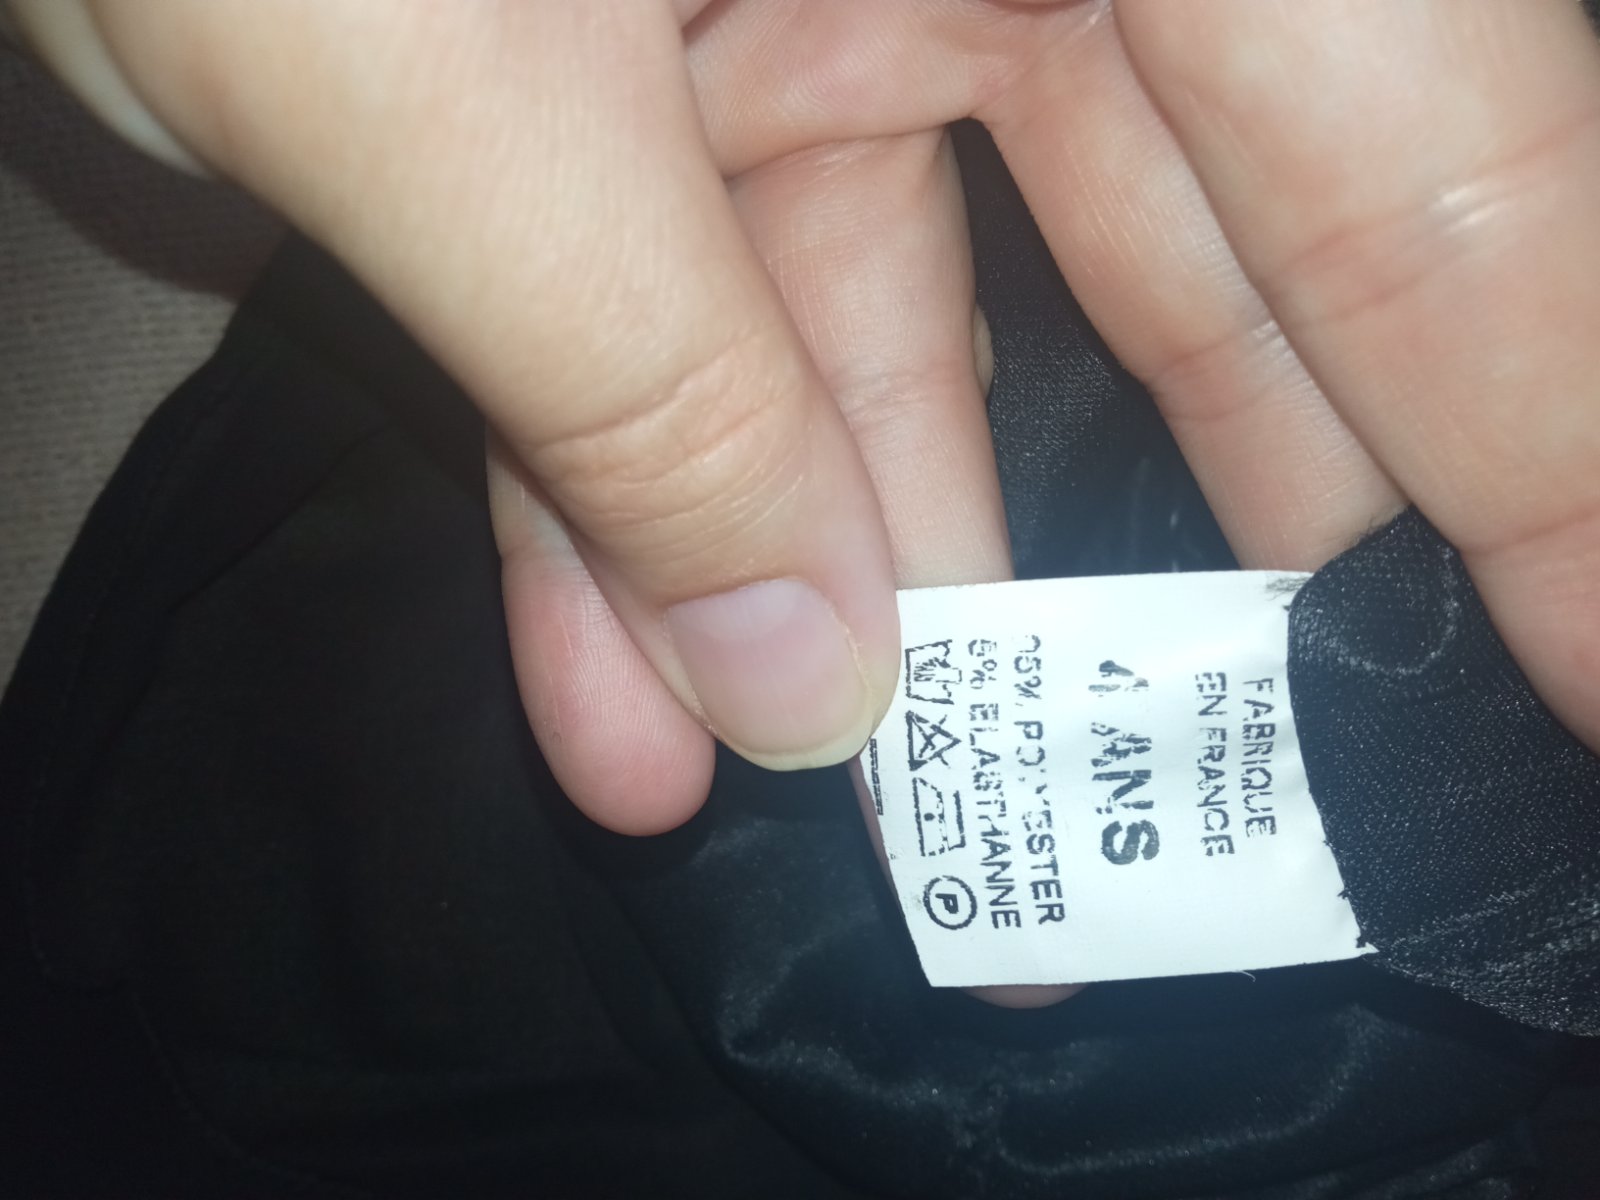 FABRIQUE
EN FRANCE
4 ANS
95% POLYESTER
5% ELASTHANNE
P